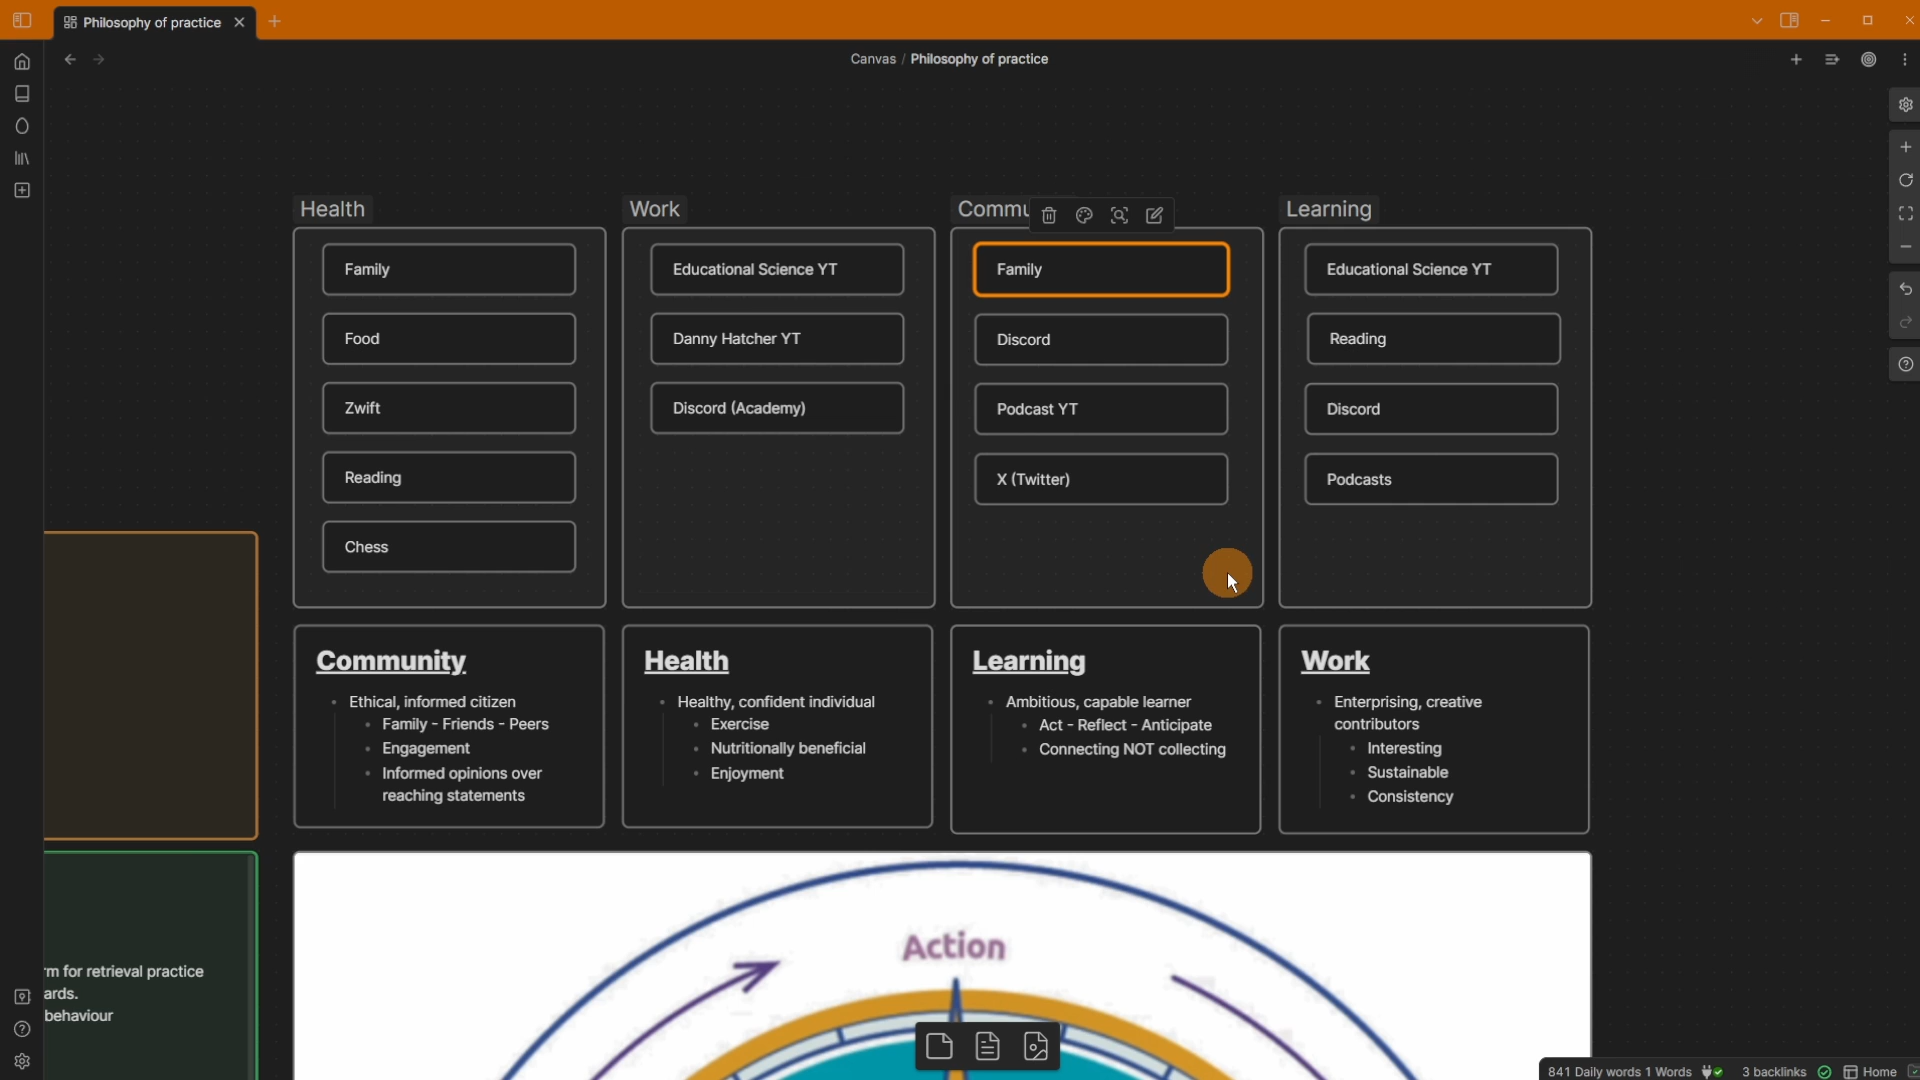 Philosophy of practice
Canvas / Philosophy of practice
Health
Family
Food
Zwift
Reading
Chess
Work
Educational Science YT
Danny Hatcher YT
Discord (Academy)
Commu
Family
Discord
Podcast YT
X (Twitter)
Learning
Educational Science YT
Reading
Discord
Podcasts
Community
Ethical, informed citizen
Family - Friends - Peers
Engagement
Informed opinions over
reaching statements
Health
Healthy, confident individual
Exercise
Nutritionally beneficial
Enjoyment
Learning
Ambitious, capable learner
Act - Reflect - Anticipate
Connecting NOT collecting
Work
Enterprising, creative
contributors
Interesting
Sustainable
Consistency
rm for retrieval practice
ards.
behaviour
Action
841 Daily words 1 Words
3 backlinks
Home